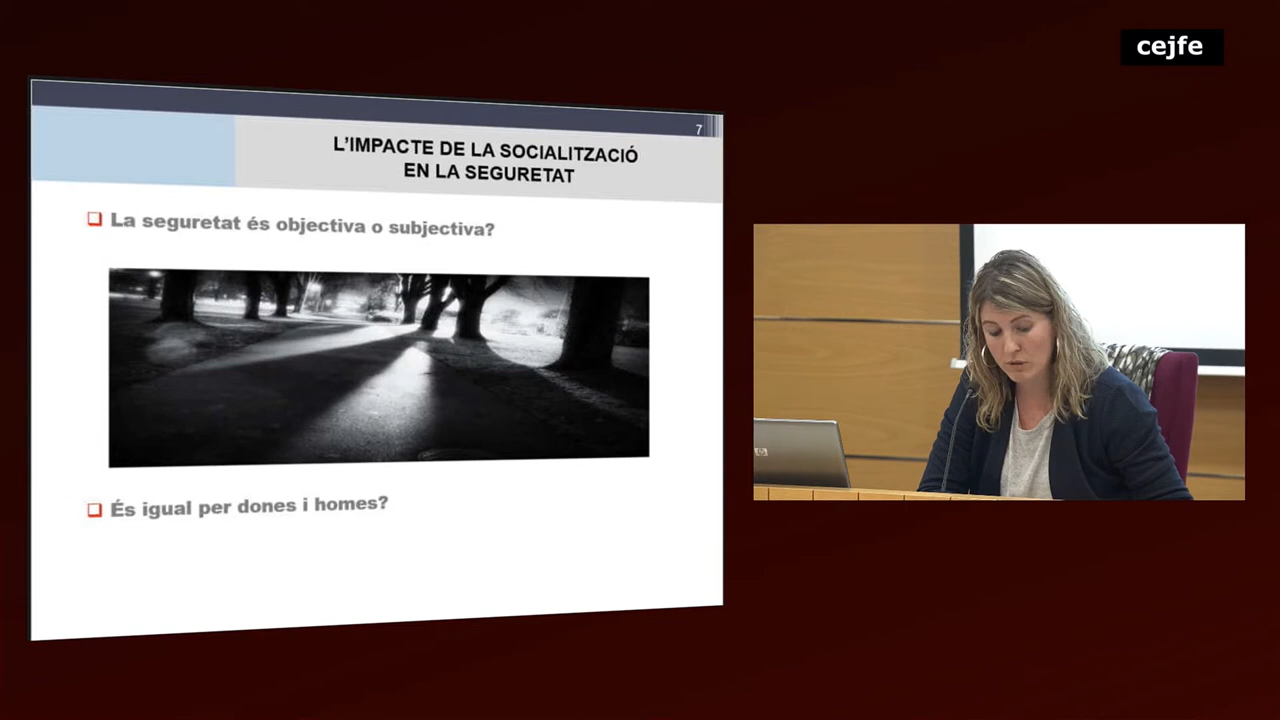 cejfe
7
L'IMPACTE DE LA SOCIALITZACIÓ
EN LA SEGURETAT
La seguretat és objectiva o subjectiva?
És igual per dones i homes?
hp